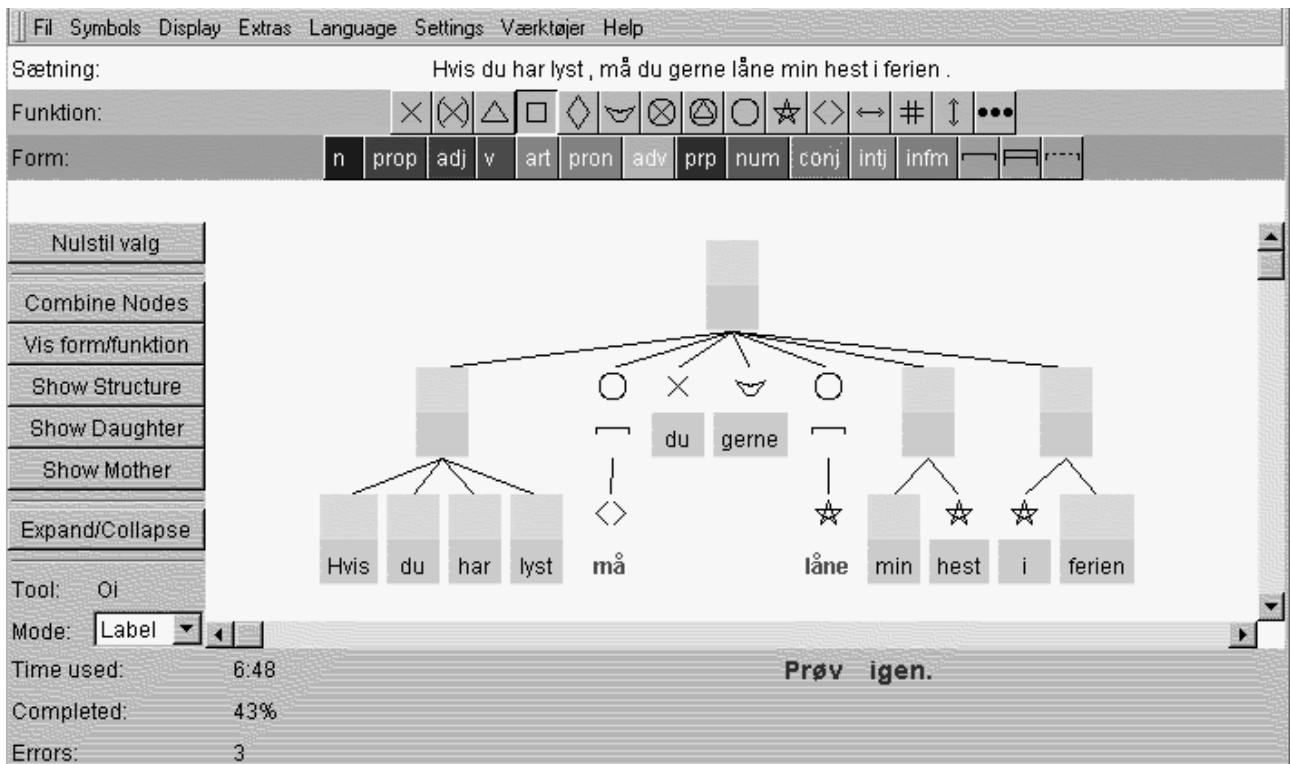 Fil Symbols Display Extras Language Settings Værktøjer Help
Sætning: Hvis du har lyst , må du gerne låne min hest i ferien .
Funktion:
Form: n prop adj v art pron adv prp num conj intj infm
Nulstil valg
Combine Nodes
Vis form/funktion
Show Structure
Show Daughter
Show Mother
Expand/Collapse
du gerne
Hvis du har lyst må låne min hest i ferien
Tool: Oi
Mode: Label
Time used: 6:48
Prøv igen.
Completed: 43%
Errors: 3